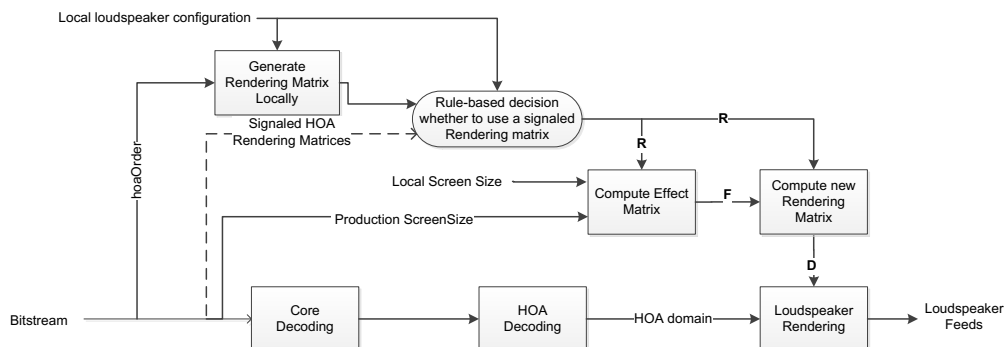 Local loudspeaker configuration
Generate
Rendering Matrix
Locally
Rule-based decision
whether to use a signaled
Rendering matrix
Signaled HOA
Rendering Matrices
hoaOrder
R
R
Local Screen Size
Compute Effect
Matrix
F
Compute new
Rendering
Matrix
Production ScreenSize
D
Bitstream
Core
Decoding
HOA
Decoding
HOA domain
Loudspeaker
Rendering
Loudspeaker
Feeds